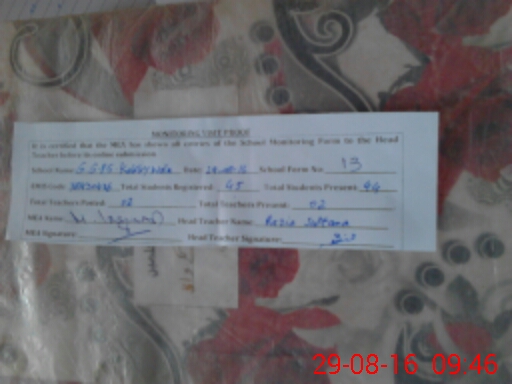 MONITORING VISIT PROOF
It is certified that the MEA has shown all entries of the School Monitoring Form to the Head
Teacher before its online submission
School Name: G.G.P.S Date: School Form No: 13
EMIS Code: Total Students Registered: 45 Total Students Present: 44
Total Teachers Posted: 02 Total Teachers Present: 02
MEA Name: Head Teacher Name: Razia Sultana
MEA Signature: Head Teacher Signature:
29-08-16 09:46